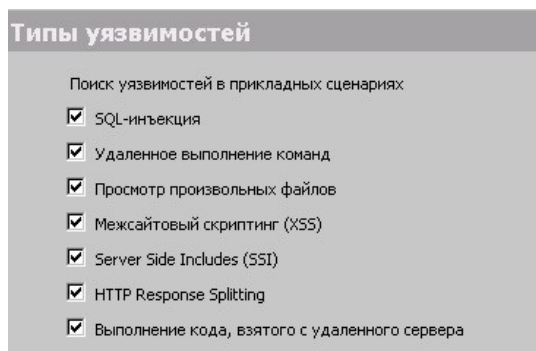 Типы уязвимостей
Поиск уязвимостей в прикладных сценариях
SQL-инъекция
Удаленное выполнение команд
Просмотр произвольных файлов
Межсайтовый скриптинг (XSS)
Server Side Includes (SSI)
HTTP Response Splitting
Выполнение кода, взятого с удаленного сервера